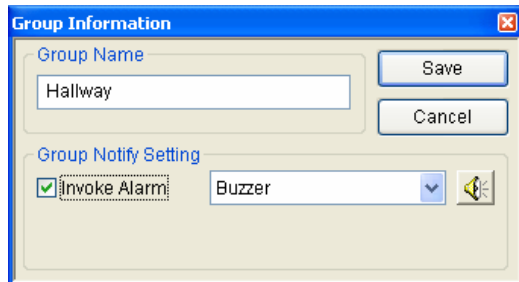 Group Information
Group Name
Hallway
Save
Cancel
Group Notify Setting
Invoke Alarm
Buzzer